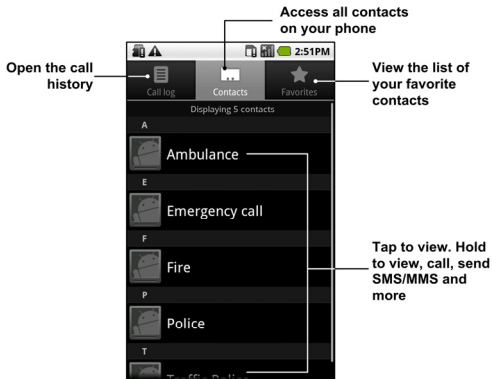 Access all contacts
on your phone
2:51PM
Open the call
history
Call log
Contacts
Favorites
View the list of
your favorite
contacts
Displaying 5 contacts
A
Ambulance
E
Emergency call
F
Fire
Tap to view. Hold
to view, call, send
SMS/MMS and
more
P
Police
T
Traffic Police